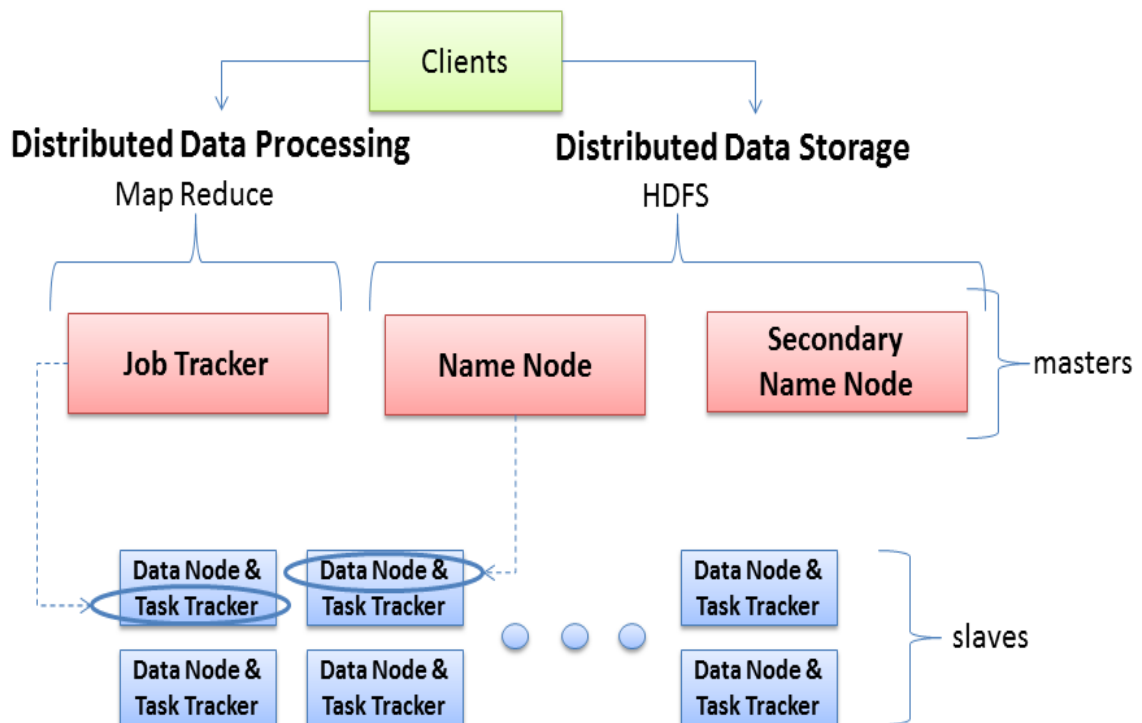 Clients
Distributed Data Processing
Map Reduce
Distributed Data Storage
HDFS
Job Tracker
Name Node
Secondary
Name Node
masters
Data Node &
Task Tracker
Data Node &
Task Tracker
Data Node &
Task Tracker
Data Node &
Task Tracker
Data Node &
Task Tracker
Data Node &
Task Tracker
slaves